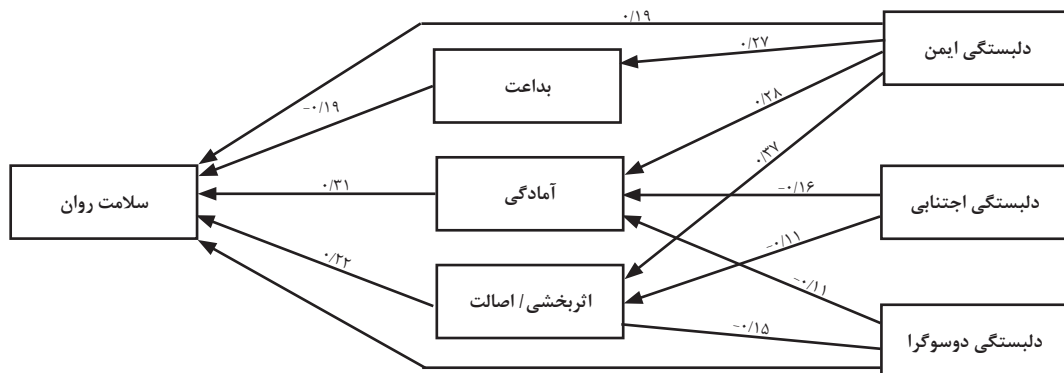 ۰/۱۹
دلبستگی ایمن
۰/۲۷
بداعت
-۰/۱۹
۰/۲۸
۰/۳۷
سلامت روان
۰/۳۱
آمادگی
-۰/۱۶
دلبستگی اجتنابی
-۰/۱۱
۰/۲۲
اثربخشی/ اصالت
-۰/۱۱
-۰/۱۵
دلبستگی دوسوگرا